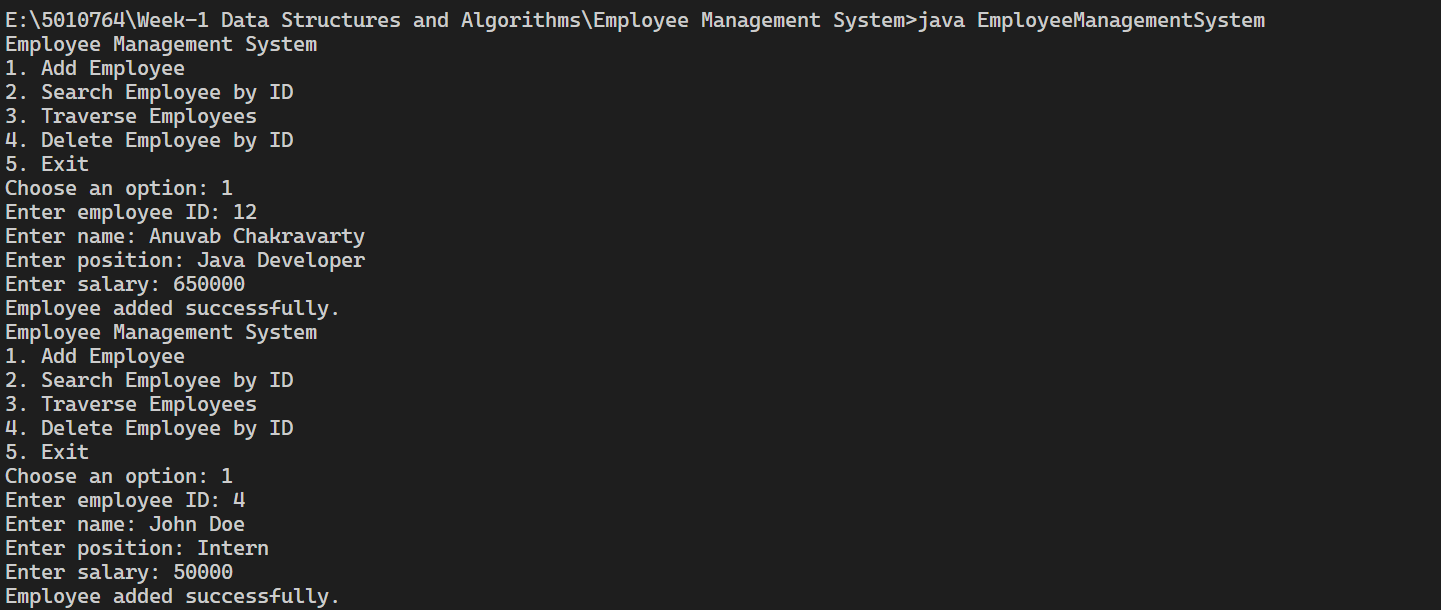 E:\5010764\Week-1 Data Structures and Algorithms\Employee Management System>java EmployeeManagementSystem
Employee Management System
1. Add Employee
2. Search Employee by ID
3. Traverse Employees
4. Delete Employee by ID
5. Exit
Choose an option: 1
Enter employee ID: 12
Enter name: Anuvab Chakravarty
Enter position: Java Developer
Enter salary: 650000
Employee added successfully.
Employee Management System
1. Add Employee
2. Search Employee by ID
3. Traverse Employees
4. Delete Employee by ID
5. Exit
Choose an option: 1
Enter employee ID: 4
Enter name: John Doe
Enter position: Intern
Enter salary: 50000
Employee added successfully.